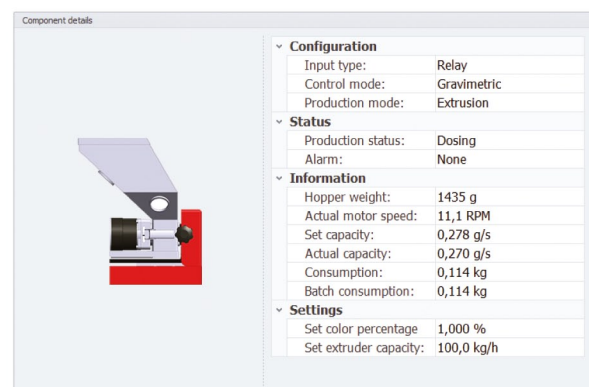 Component details
Configuration
Input type: Relay
Control mode: Gravimetric
Production mode: Extrusion
Status
Production status: Dosing
Alarm: None
Information
Hopper weight: 1435 g
Actual motor speed: 11,1 RPM
Set capacity: 0,278 g/s
Actual capacity: 0,270 g/s
Consumption: 0,114 kg
Batch consumption: 0,114 kg
Settings
Set color percentage 1,000 %
Set extruder capacity: 100,0 kg/h